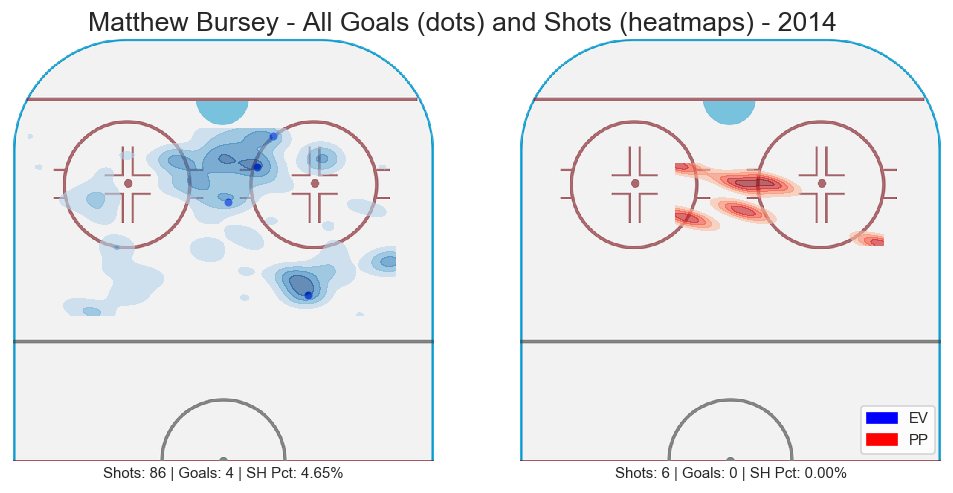 Matthew Bursey - All Goals (dots) and Shots (heatmaps) - 2014
EV
PP
Shots: 86 | Goals: 4 | SH Pct: 4.65%
Shots: 6 | Goals: 0 | SH Pct: 0.00%